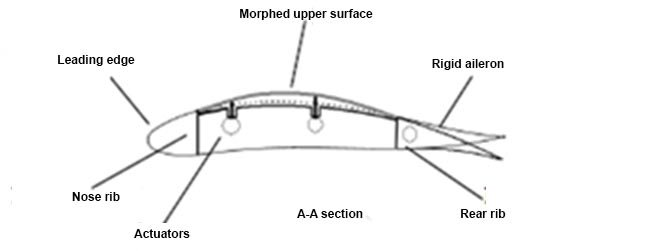 Morphed upper surface
Leading edge
Rigid aileron
Nose rib
Actuators
A-A section
Rear rib